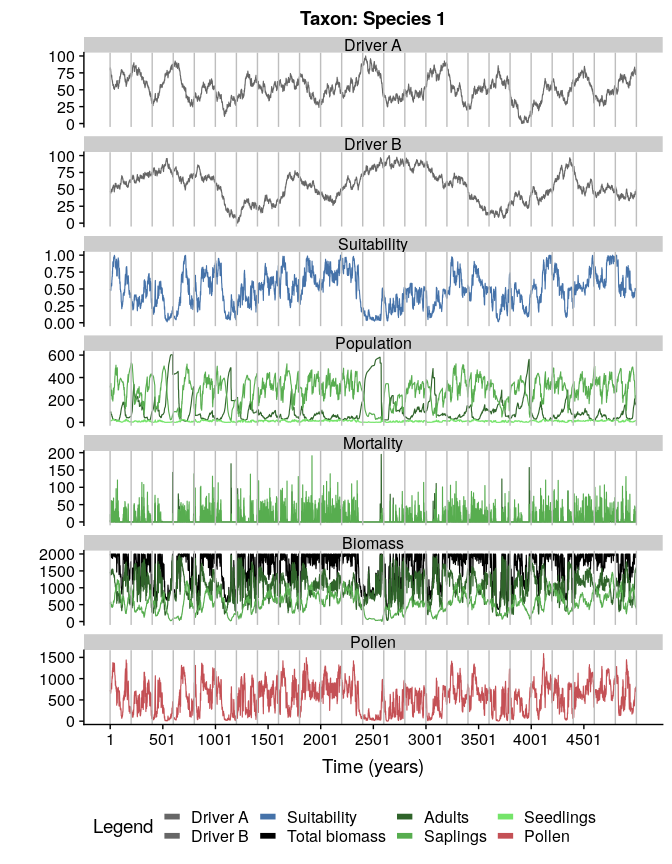 Taxon: Species 1
Driver A
100
75
50
25
0
Driver B
100
75
50
25
0
Suitability
1.00
0.75
0.50
0.25
0.00
Population
600
400
200
0
Mortality
200
150
100
50
0
Biomass
2000
1500
1000
500
0
Pollen
1500
1000
500
0
1 501 1001 1501 2001 2501 3001 3501 4001 4501
Time (years)
Legend
Driver A Suitability Adults Seedlings
Driver B Total biomass Saplings Pollen